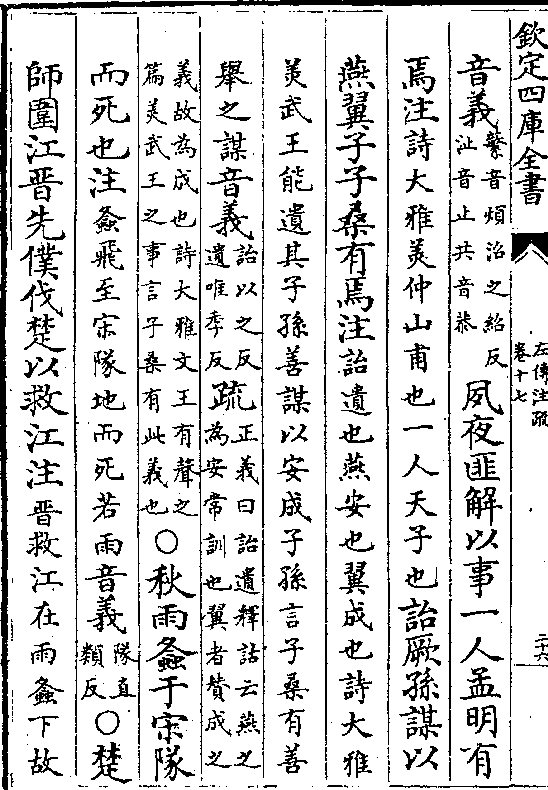 欽定四庫全書
左傳注疏
卷十七
二十六
音義
蘩音煩沼之紹反
沚音止共音恭
夙夜匪解以事一人孟明有
焉注詩大雅美仲山甫也一人天子也詒厥孫謀以
燕翼子子桑有焉注詒遺也燕安也翼成也詩大雅
美武王能遺其子孫善謀以安成子孫言子桑有善
舉之謀音義
詒以之反
遺唯季反
疏
正義曰詒遺釋詁云燕之
為安常訓也翼者賛成之
義故為成也詩大雅文王有聲之
篇美武王之事言子桑有此義也
〇秋雨螽于宋隊
而死也注螽飛至宋隊地而死若雨音義
隊直
類反
〇楚
師圍江晋先僕伐楚以救江注晋救江在雨螽下故